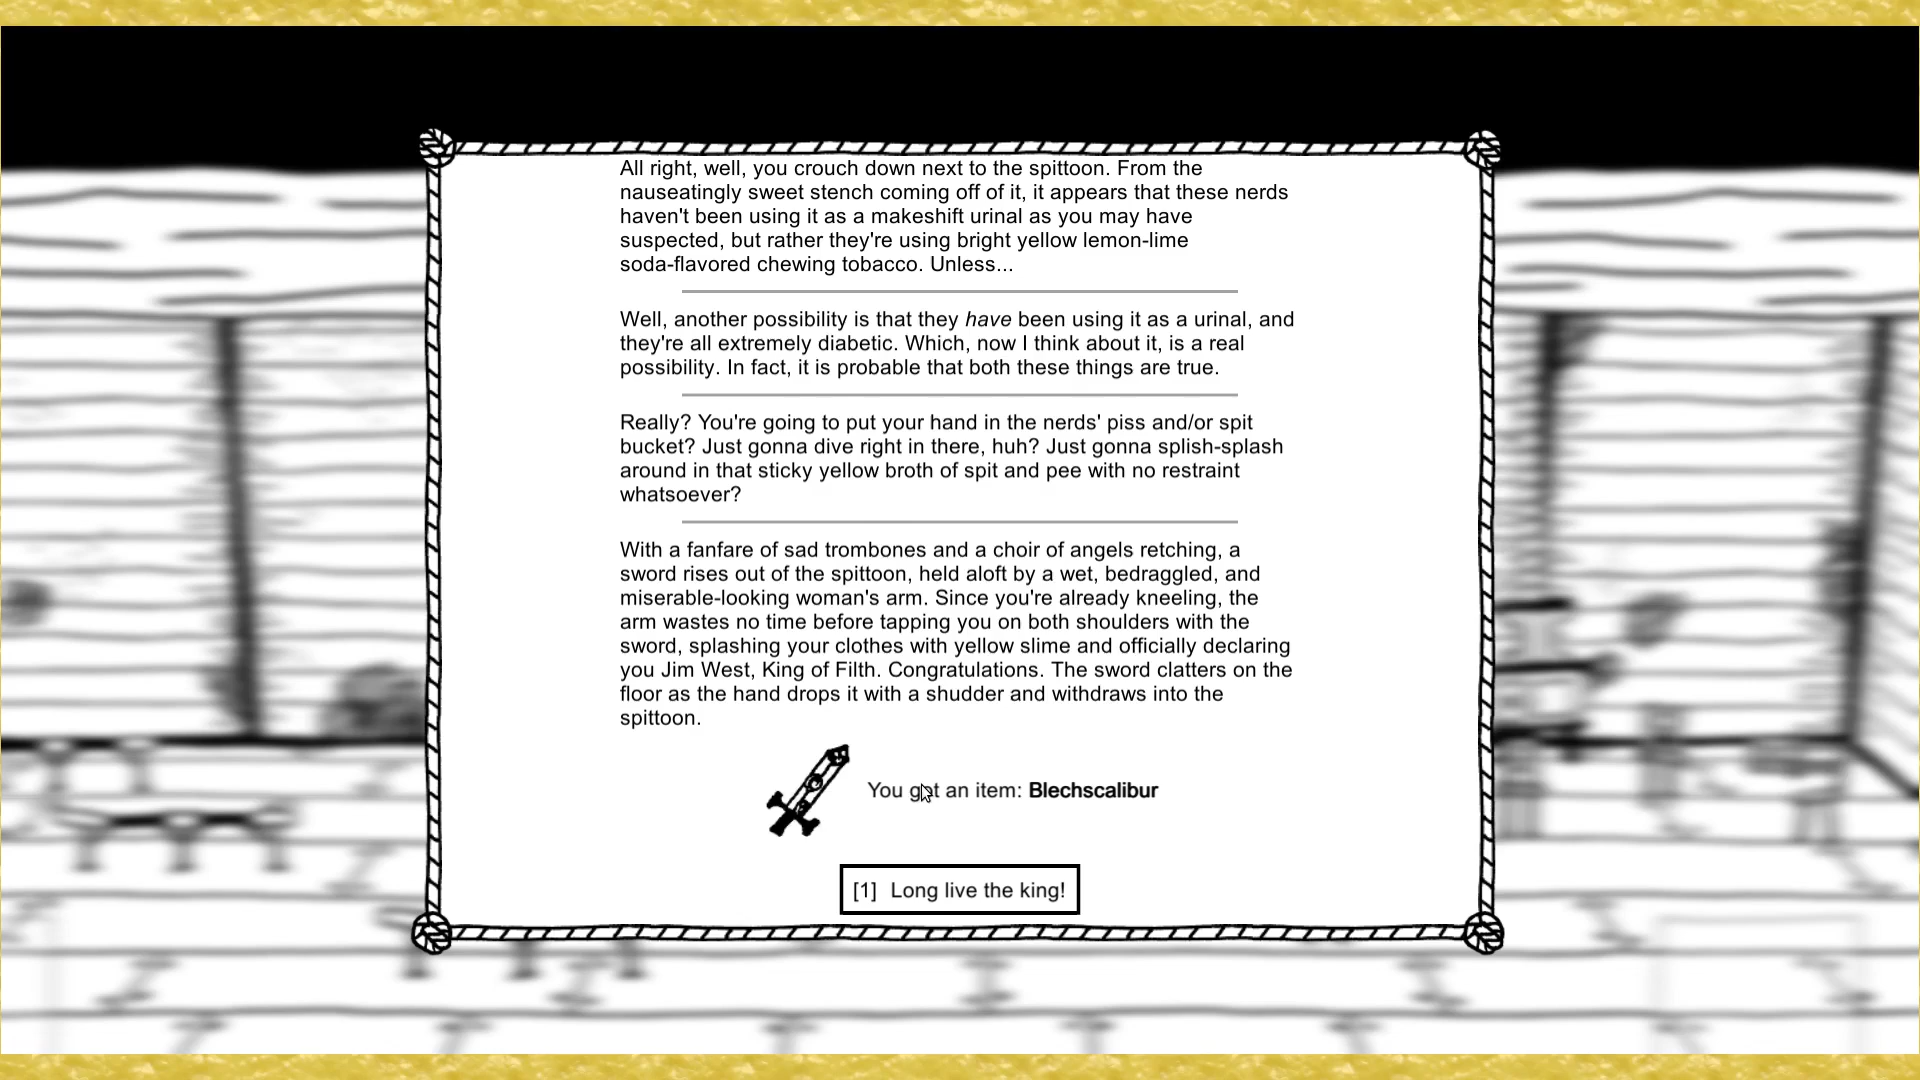 All right, well, you crouch down next to the spittoon. From the
nauseatingly sweet stench coming off of it, it appears that these nerds
haven't been using it as a makeshift urinal as you may have
suspected, but rather they're using bright yellow lemon-lime
soda-flavored chewing tobacco. Unless...
Well, another possibility is that they have been using it as a urinal, and
they're all extremely diabetic. Which, now I think about it, is a real
possibility. In fact, it is probable that both these things are true.
Really? You're going to put your hand in the nerds' piss and/or spit
bucket? Just gonna dive right in there, huh? Just gonna splish-splash
around in that sticky yellow broth of spit and pee with no restraint
whatsoever?
With a fanfare of sad trombones and a choir of angels retching, a
sword rises out of the spittoon, held aloft by a wet, bedraggled, and
miserable-looking woman's arm. Since you're already kneeling, the
arm wastes no time before tapping you on both shoulders with the
sword, splashing your clothes with yellow slime and officially declaring
you Jim West, King of Filth. Congratulations. The sword clatters on the
floor as the hand drops it with a shudder and withdraws into the
spittoon.
You got an item: Blechscalibur
[1] Long live the king!